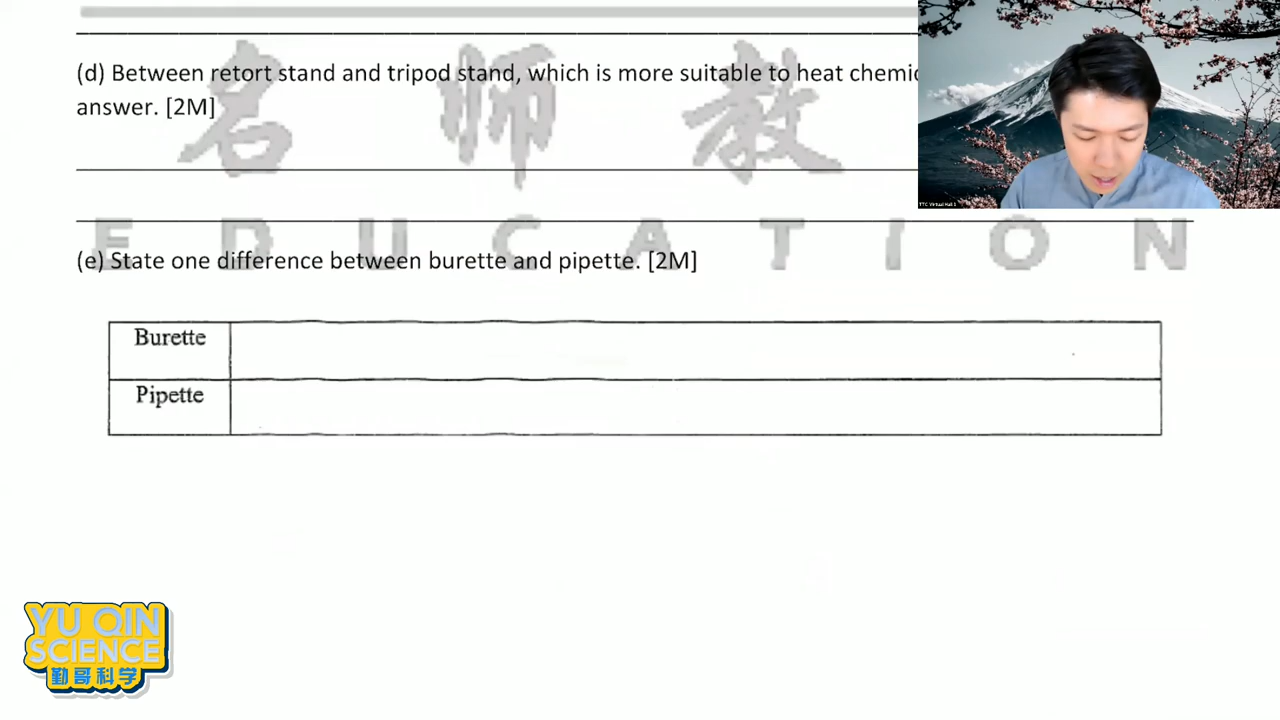 (d) Between retort stand and tripod stand, which is more suitable to heat
answer. [2M]
名 师 教
E D U C A T I O N
(e) State one difference between burette and pipette. [2M]
Burette
Pipette
YU QIN
SCIENCE
勤哥科学